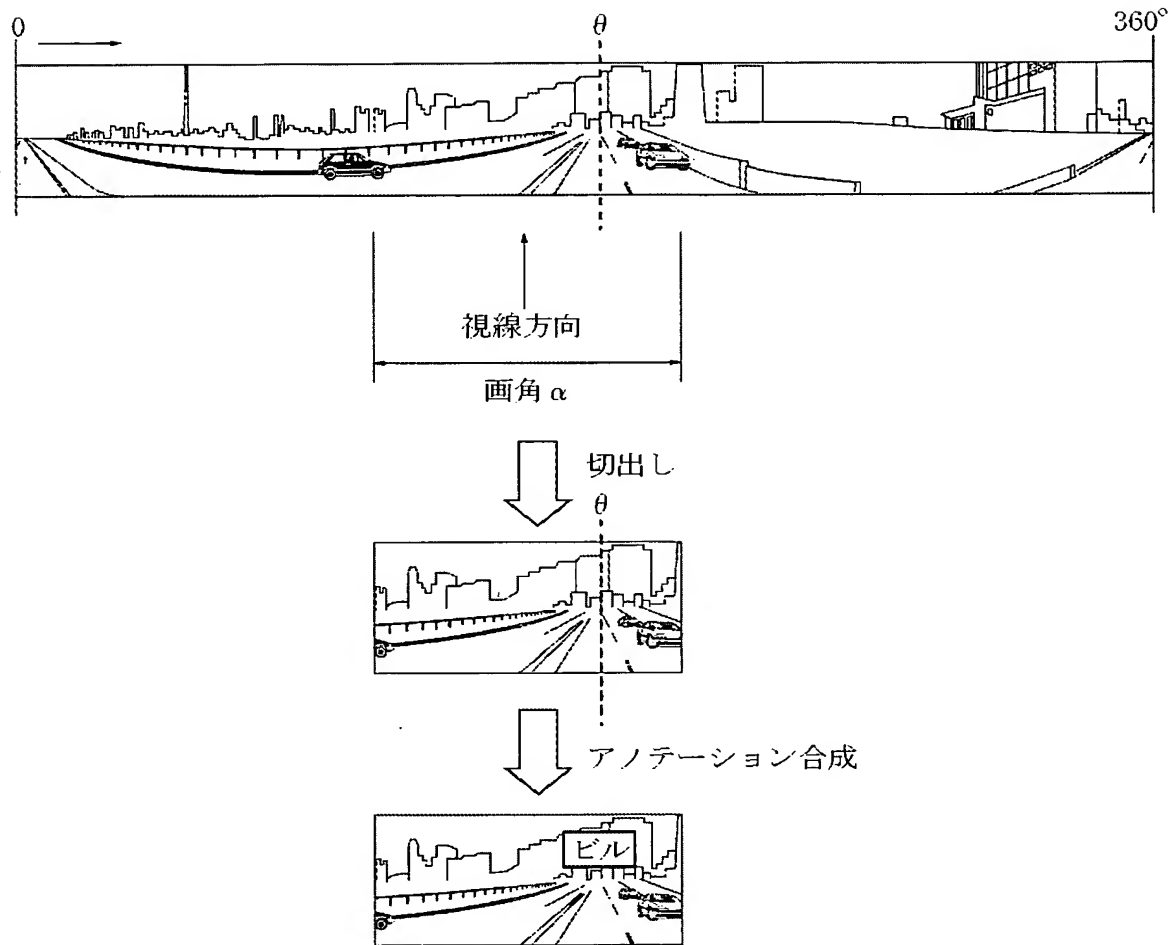 0 θ 360°
視線方向
画角 α
切出し
θ
アノテーション合成
ビル